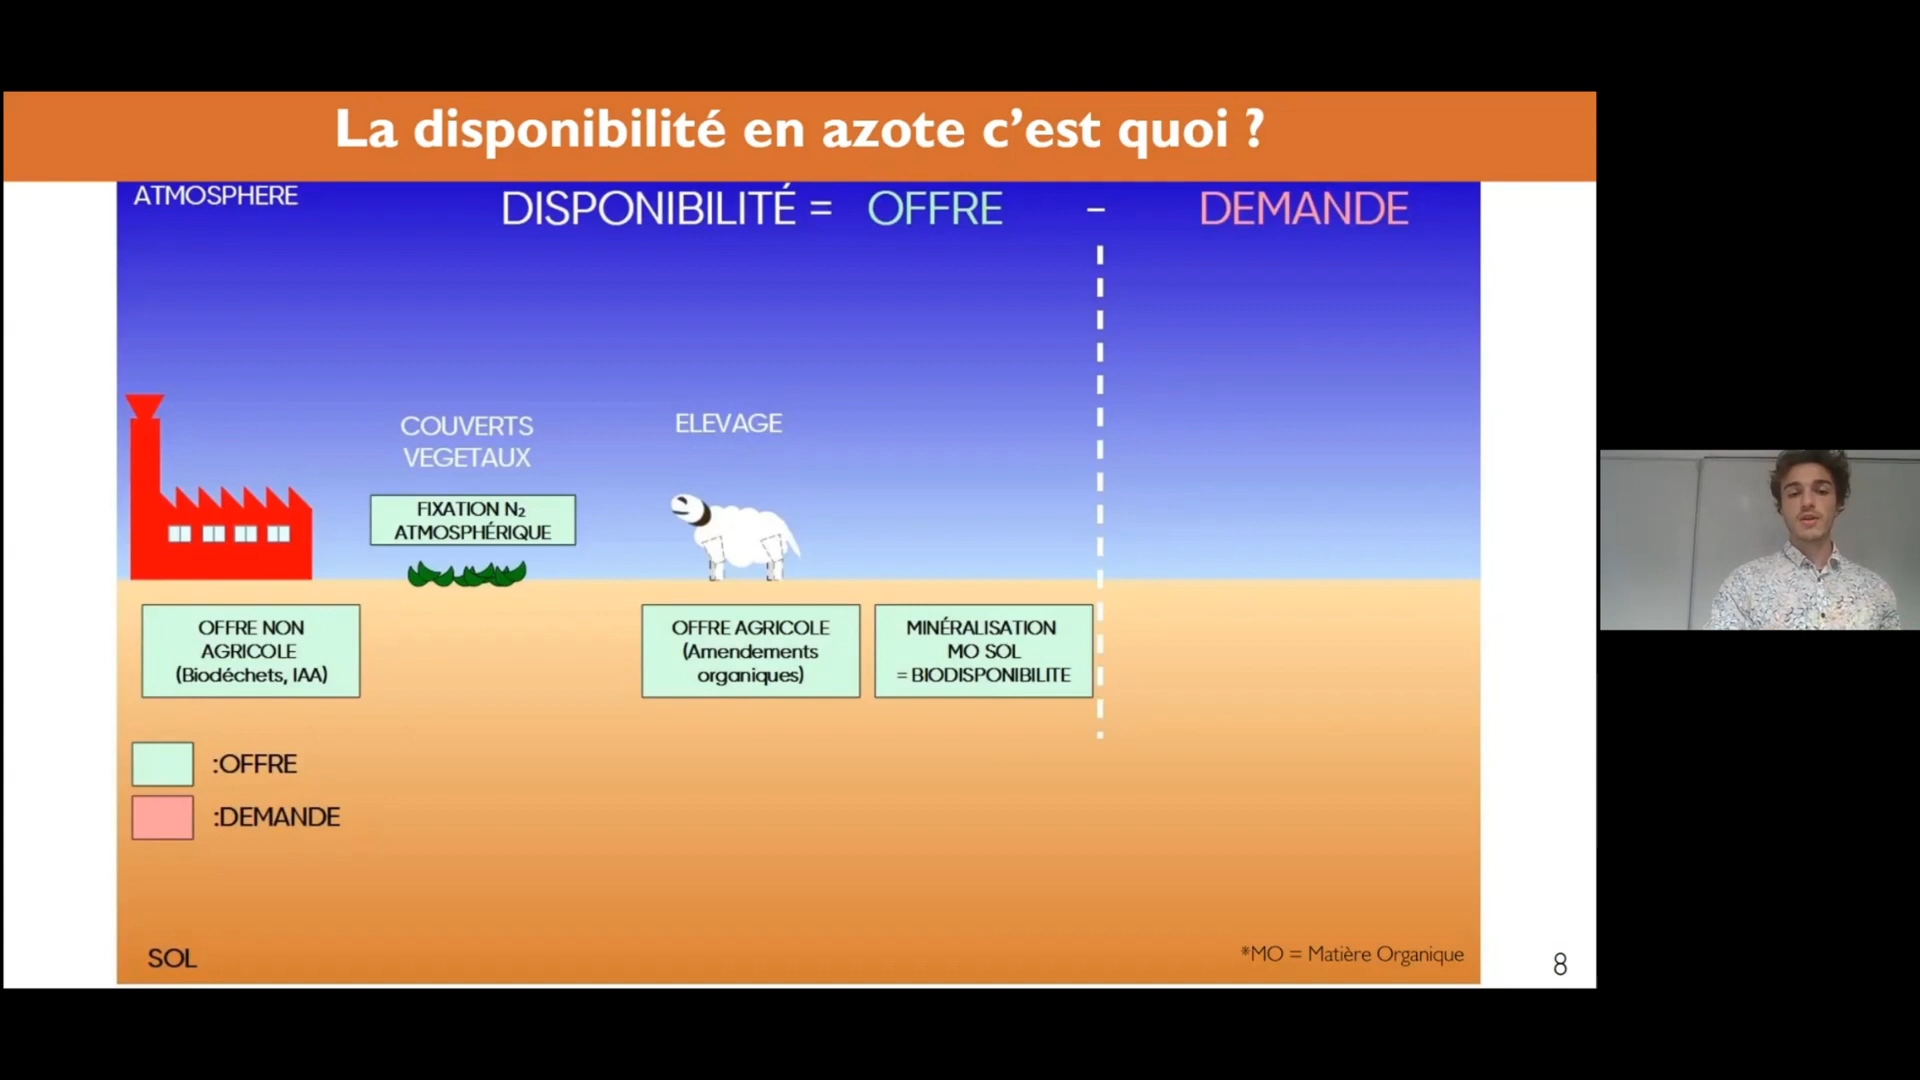 La disponibilité en azote c’est quoi ?
ATMOSPHERE
DISPONIBILITÉ = OFFRE - DEMANDE
COUVERTS
VEGETAUX
ELEVAGE
FIXATION N₂
ATMOSPHÉRIQUE
OFFRE NON
AGRICOLE
(Biodéchets, IAA)
OFFRE AGRICOLE
(Amendements
organiques)
MINÉRALISATION
MO SOL
= BIODISPONIBILITE
:OFFRE
:DEMANDE
SOL
*MO = Matière Organique
8